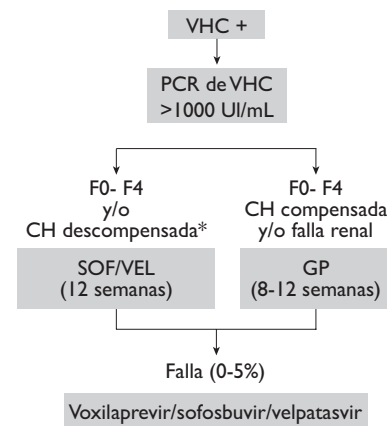 VHC +
PCR de VHC
>1000 UI/mL
F0- F4
y/o
CH descompensada*
SOF/VEL
(12 semanas)
F0- F4
CH compensada
y/o falla renal
GP
(8-12 semanas)
Falla (0-5%)
Voxilaprevir/sofosbuvir/velpatasvir